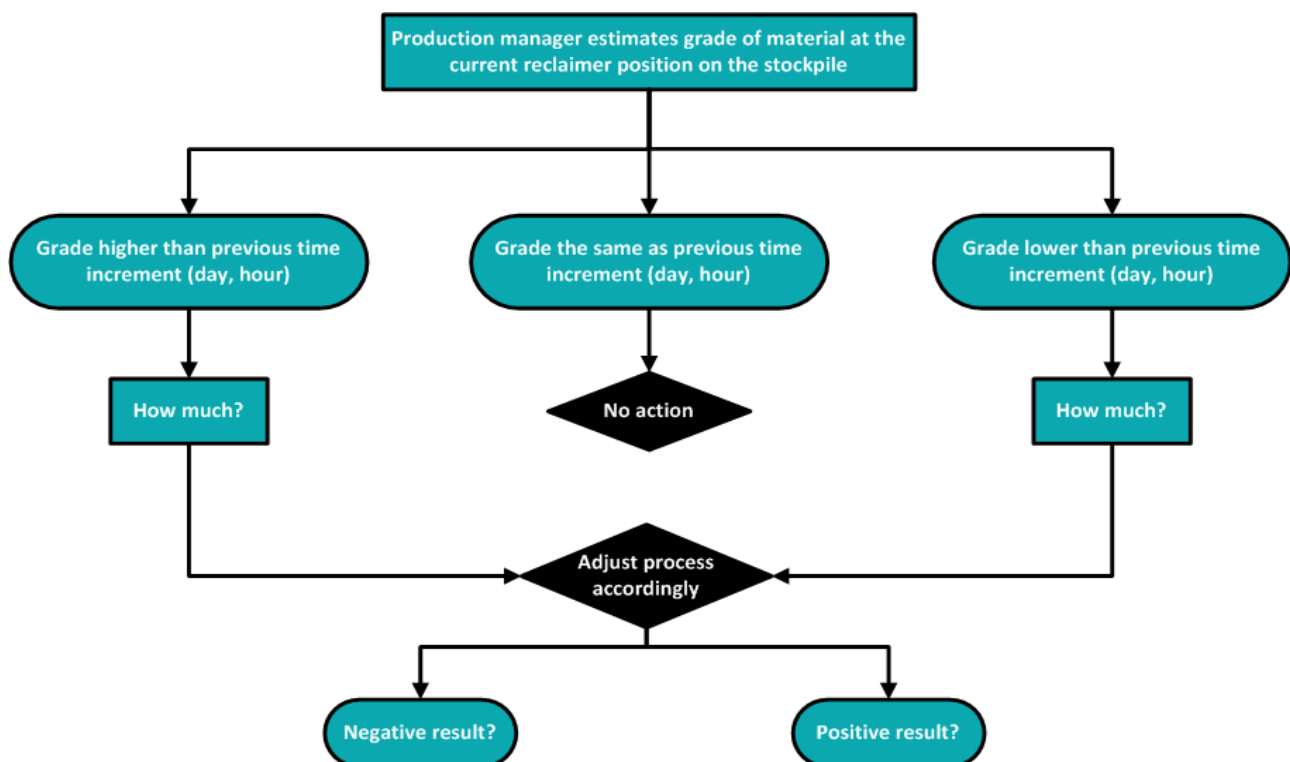 Production manager estimates grade of material at the
current reclaimer position on the stockpile
Grade higher than previous time
increment (day, hour)
Grade the same as previous time
increment (day, hour)
Grade lower than previous time
increment (day, hour)
How much?
No action
How much?
Adjust process
accordingly
Negative result?
Positive result?